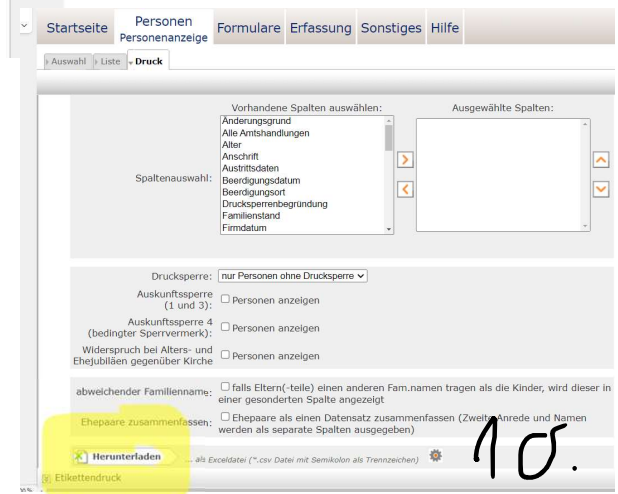 Startseite Personen Formulare Erfassung Sonstiges Hilfe
Personenanzeige
Auswahl Liste Druck
Vorhandene Spalten auswählen: Ausgewählte Spalten:
Spaltenauswahl:
Änderungsgrund
Alle Amtshandlungen
Alter
Anschrift
Austrittsdaten
Beerdigungsdatum
Beerdigungsort
Drucksperrenbegründung
Familienstand
Firmdatum
Drucksperre: nur Personen ohne Drucksperre
Auskunftssperre
(1 und 3): Personen anzeigen
Auskunftssperre 4
(bedingter Sperrvermerk): Personen anzeigen
Widerspruch bei Alters- und
Ehejubiläen gegenüber Kirche Personen anzeigen
abweichender Familienname: falls Eltern(-teile) einen anderen Fam.namen tragen als die Kinder, wird dieser in
einer gesonderten Spalte angezeigt
Ehepaare zusammenfassen: Ehepaare als einen Datensatz zusammenfassen (Zweite Anrede und Namen
werden als separate Spalten ausgegeben)
Herunterladen ... als Exceldatei (*.csv Datei mit Semikolon als Trennzeichen)
10.
Etikettendruck